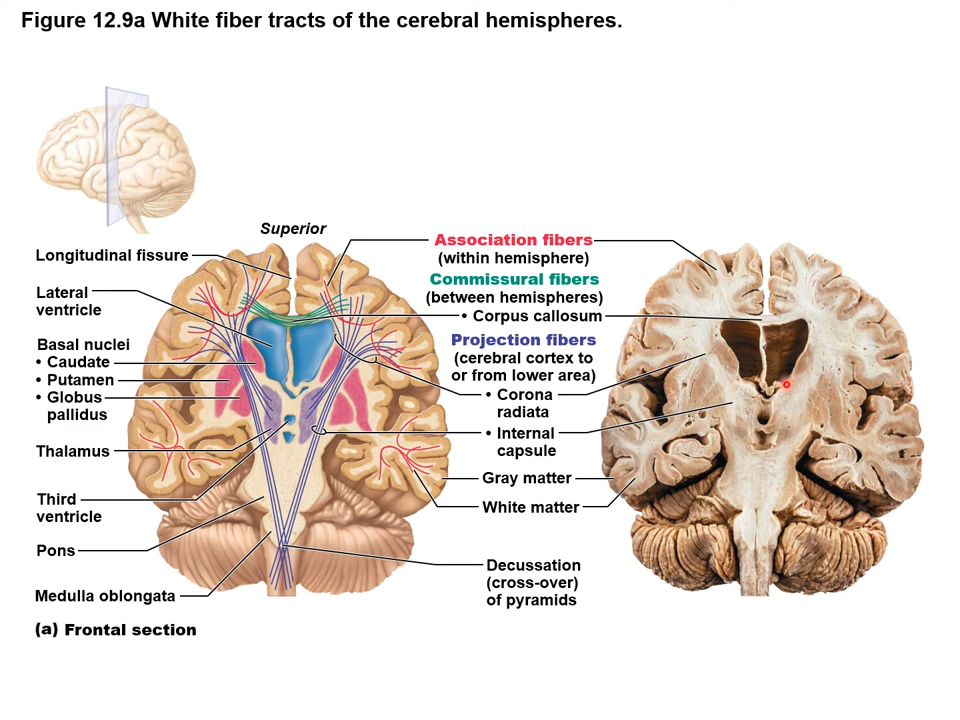 Figure 12.9a White fiber tracts of the cerebral hemispheres.
Superior
Longitudinal fissure
Lateral
ventricle
Basal nuclei
• Caudate
• Putamen
• Globus
pallidus
Thalamus
Third
ventricle
Pons
Medulla oblongata
(a) Frontal section
Association fibers
(within hemisphere)
Commissural fibers
(between hemispheres)
• Corpus callosum
Projection fibers
(cerebral cortex to
or from lower area)
• Corona
radiata
• Internal
capsule
Gray matter
White matter
Decussation
(cross-over)
of pyramids